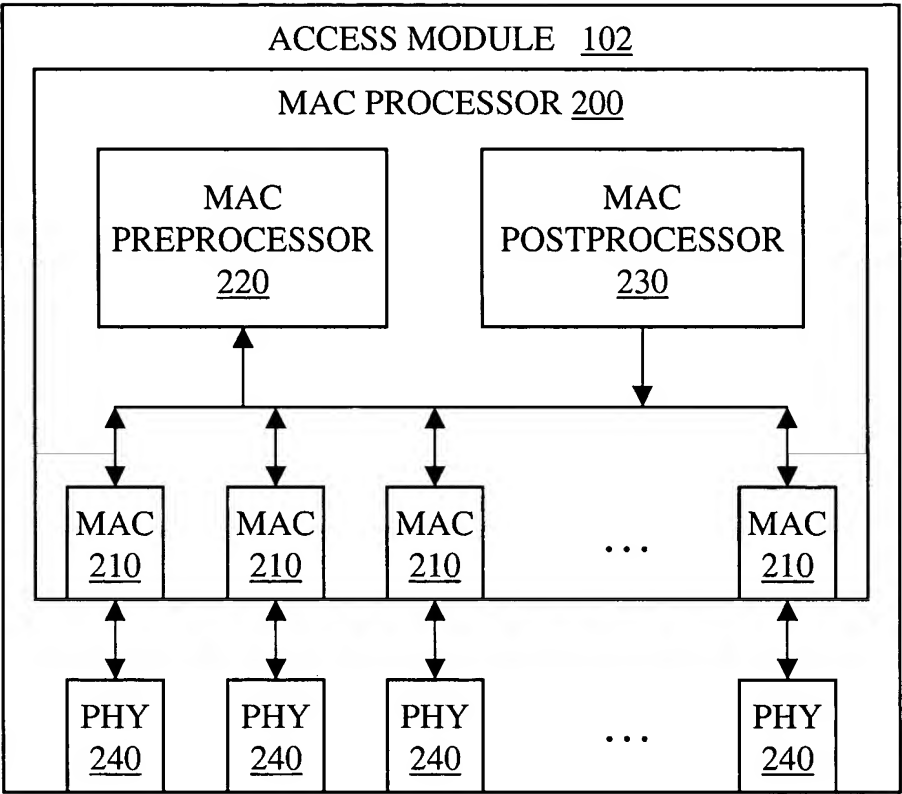 ACCESS MODULE 102
MAC PROCESSOR 200
MAC
PREPROCESSOR
220
MAC
POSTPROCESSOR
230
MAC
210
MAC
210
MAC
210
...
MAC
210
PHY
240
PHY
240
PHY
240
...
PHY
240